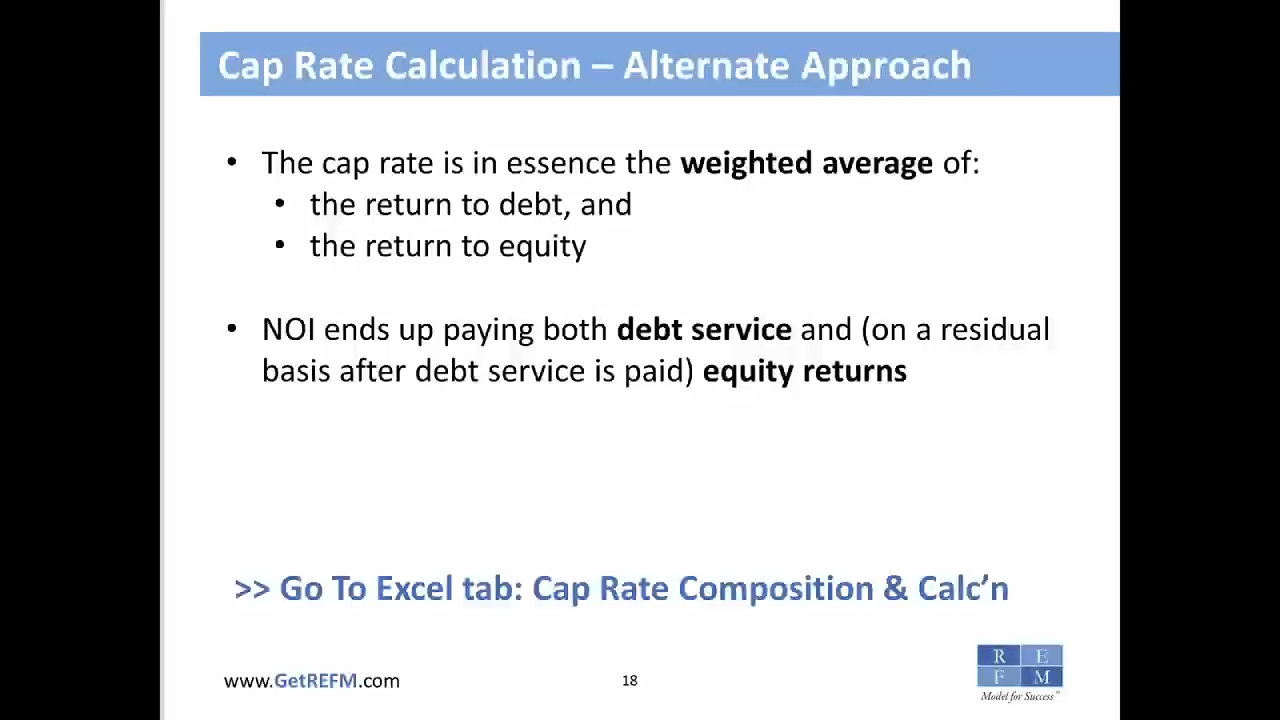 Cap Rate Calculation – Alternate Approach
• The cap rate is in essence the weighted average of:
• the return to debt, and
• the return to equity
• NOI ends up paying both debt service and (on a residual
basis after debt service is paid) equity returns
>> Go To Excel tab: Cap Rate Composition & Calc’n
www.GetREFM.com
18
R E
F M
Model for Success™